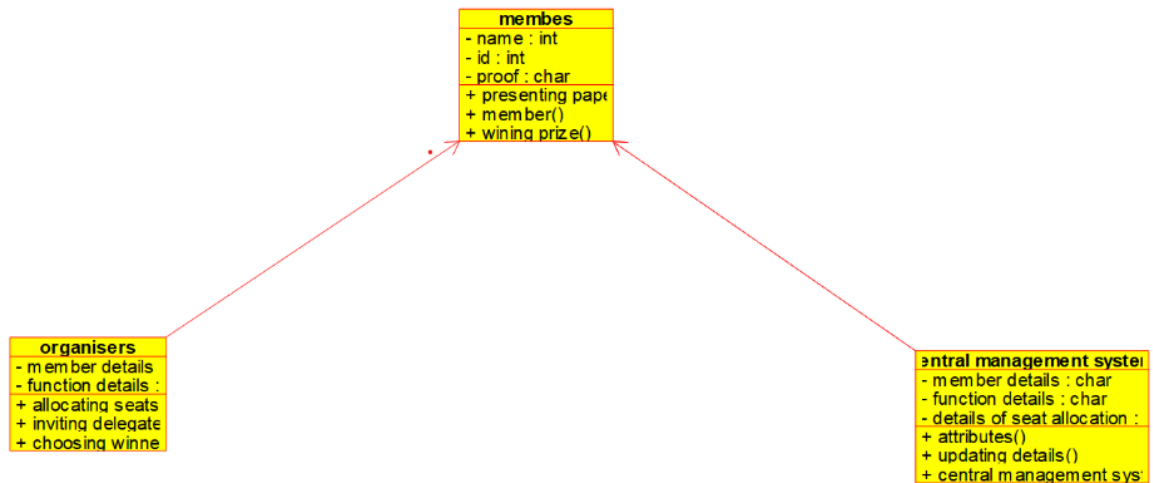 membes
- name : int
- id : int
- proof : char
+ presenting pape
+ member()
+ wining prize()
organisers
- member details
- function details :
+ allocating seats
+ inviting delegate
+ choosing winne
entral management syster
- member details : char
- function details : char
- details of seat allocation :
+ attributes()
+ updating details()
+ central management sys